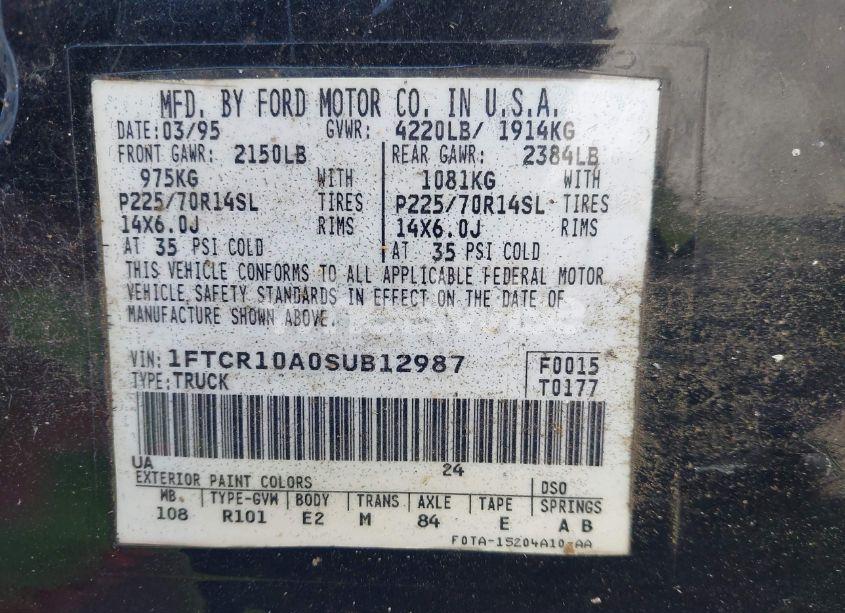 MFD. BY FORD MOTOR CO. IN U.S.A.
DATE: 03/95 GVWR: 4220LB/ 1914KG
FRONT GAWR: 2150LB REAR GAWR: 2384LB
975KG WITH 1081KG WITH
P225/70R14SL TIRES P225/70R14SL TIRES
14X6.0J RIMS 14X6.0J RIMS
AT 35 PSI COLD AT 35 PSI COLD
THIS VEHICLE CONFORMS TO ALL APPLICABLE FEDERAL MOTOR
VEHICLE SAFETY STANDARDS IN EFFECT ON THE DATE OF
MANUFACTURE SHOWN ABOVE.
VIN: 1FTCR10A0SUB12987 F0015
TYPE: TRUCK T0177
UA 24
EXTERIOR PAINT COLORS DSO
WB. TYPE-GVW BODY TRANS AXLE TAPE SPRINGS
108 R101 E2 M 84 E A B
F0TA-15204A10-AA